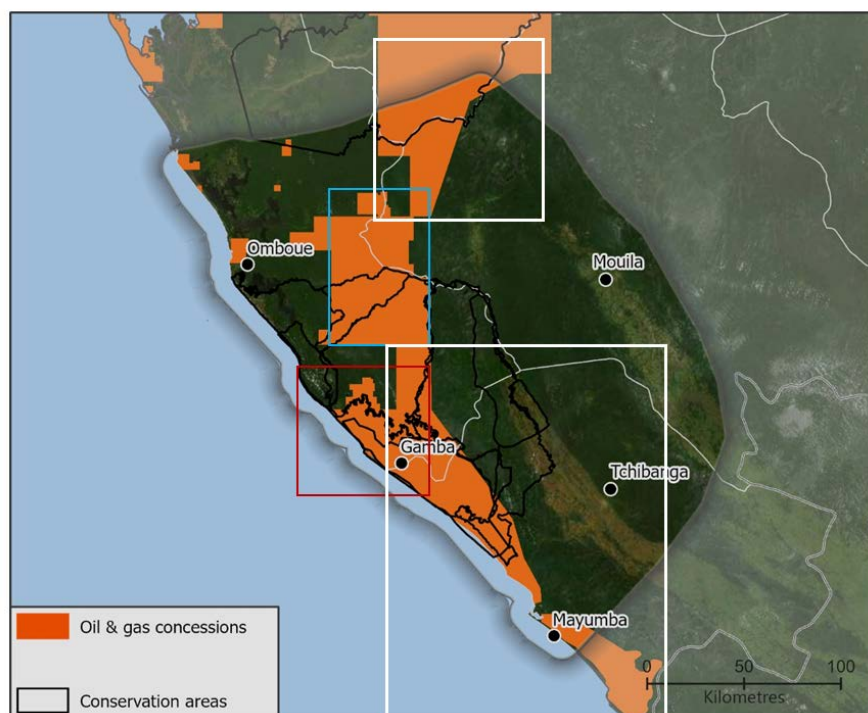 Omboue
Mouila
Gamba
Tchibanga
Mayumba
Oil & gas concessions
Conservation areas
0 50 100
Kilometres